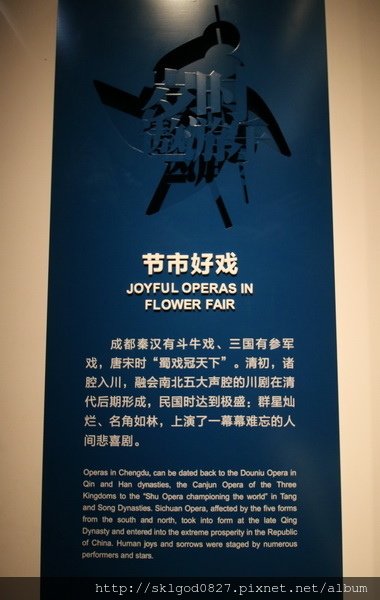 岁时
遨游
节市好戏
JOYFUL OPERAS IN
FLOWER FAIR
成都秦汉有斗牛戏、三国有参军
戏，唐宋时“蜀戏冠天下”。清初，诸
腔入川，融会南北五大声腔的川剧在清
代后期形成，民国时达到极盛：群星灿
烂、名角如林，上演了一幕幕难忘的人
间悲喜剧。
Operas in Chengdu, can be dated back to the Douniu Opera in
Qin and Han dynasties, the Canjun Opera of the Three
Kingdoms to the “Shu Opera championing the world” in Tang
and Song Dynasties. Sichuan Opera, affected by the five forms
from the south and north, took into form at the late Qing
Dynasty and entered into the extreme prosperity in the Republic
of China. Human joys and sorrows were staged by numerous
performers and stars.
http://sklgod0827.pixnet.net/album